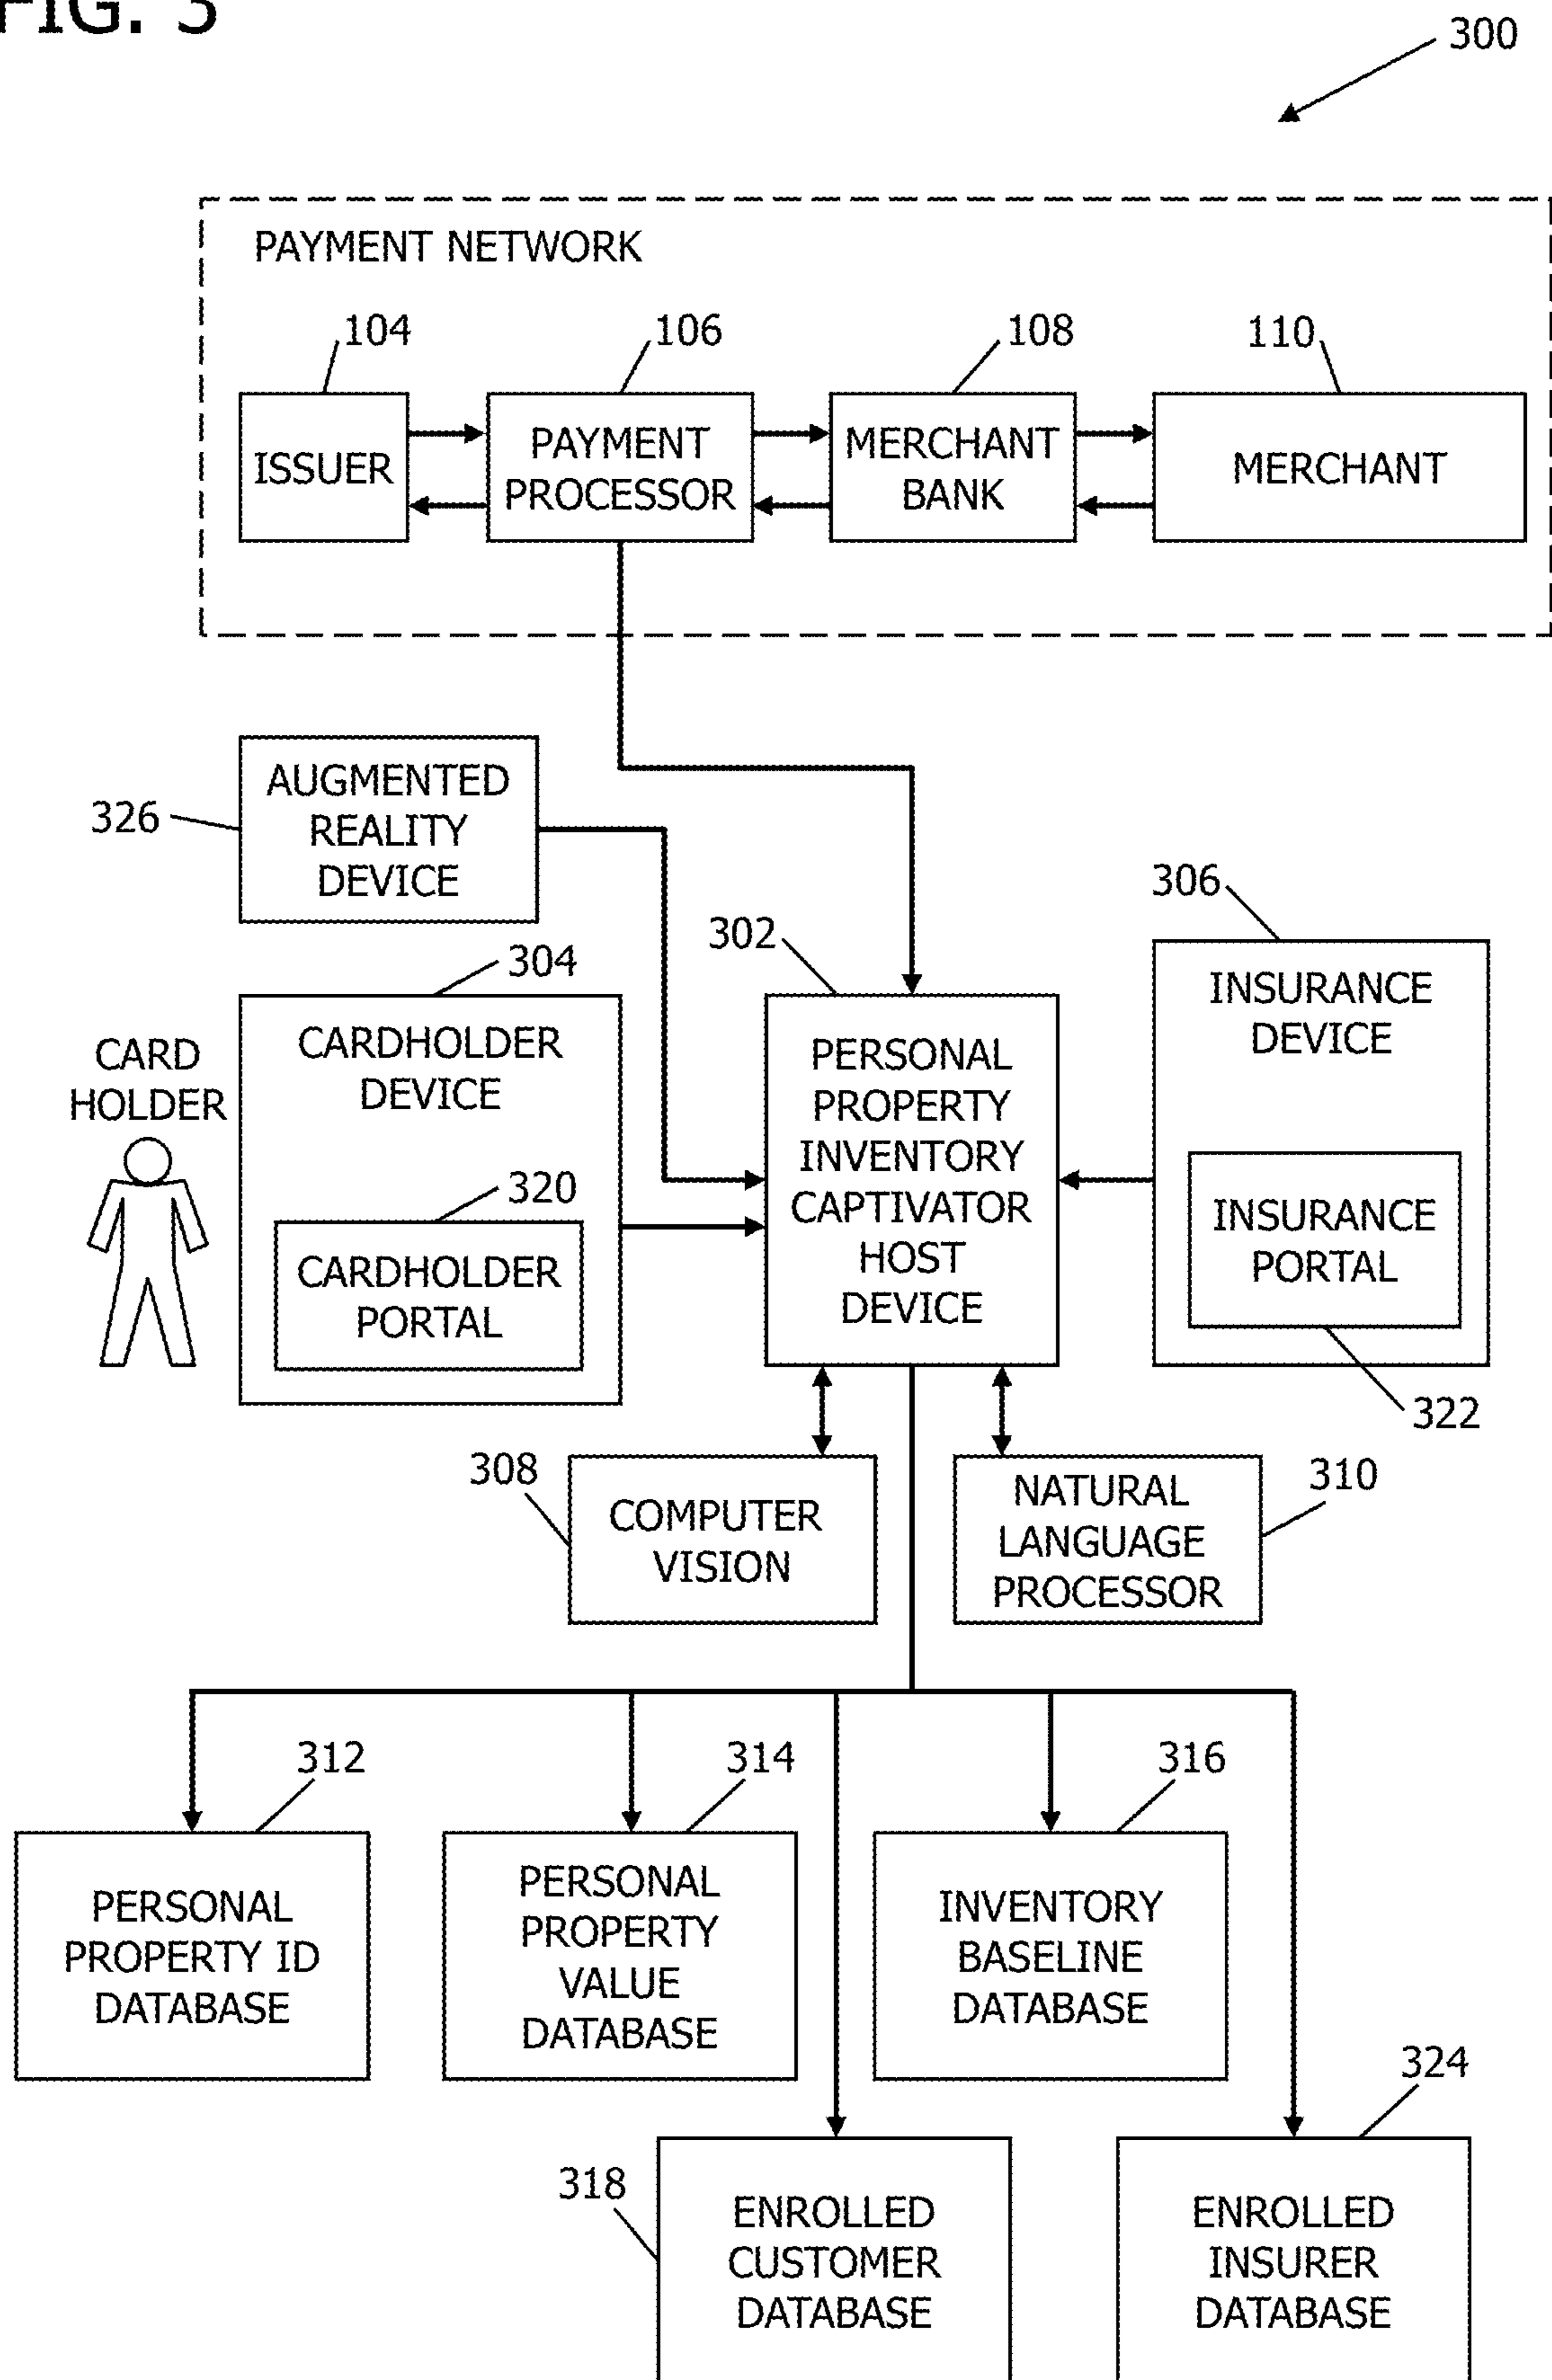 FIG. 3
300
PAYMENT NETWORK
104
106
108
110
ISSUER
PAYMENT
PROCESSOR
MERCHANT
BANK
MERCHANT
AUGMENTED
REALITY
DEVICE
326
302
306
304
CARD
HOLDER
CARDHOLDER
DEVICE
320
CARDHOLDER
PORTAL
PERSONAL
PROPERTY
INVENTORY
CAPTIVATOR
HOST
DEVICE
INSURANCE
DEVICE
INSURANCE
PORTAL
322
308
COMPUTER
VISION
NATURAL
LANGUAGE
PROCESSOR
310
312
314
316
PERSONAL
PROPERTY ID
DATABASE
PERSONAL
PROPERTY
VALUE
DATABASE
INVENTORY
BASELINE
DATABASE
324
318
ENROLLED
CUSTOMER
DATABASE
ENROLLED
INSURER
DATABASE